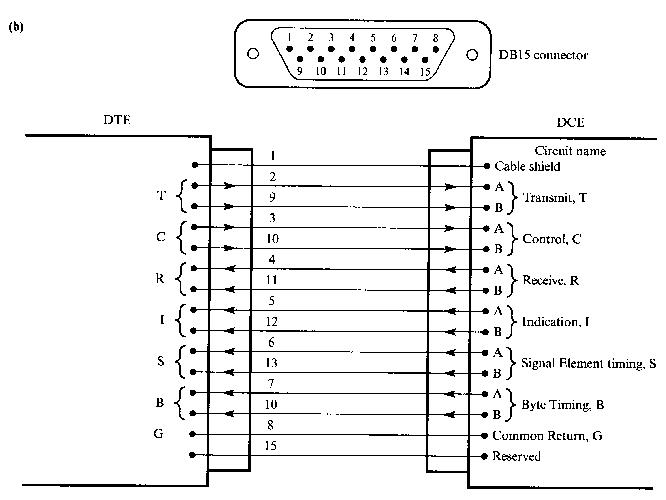 (b)
1 2 3 4 5 6 7 8
9 10 11 12 13 14 15
DB15 connector
DTE
DCE
Circuit name
1
Cable shield
2
A
T
9
B
Transmit, T
3
A
C
10
B
Control, C
4
A
R
11
B
Receive, R
5
A
I
12
B
Indication, I
6
A
S
13
B
Signal Element timing, S
7
A
B
10
B
Byte Timing, B
G
8
Common Return, G
15
Reserved